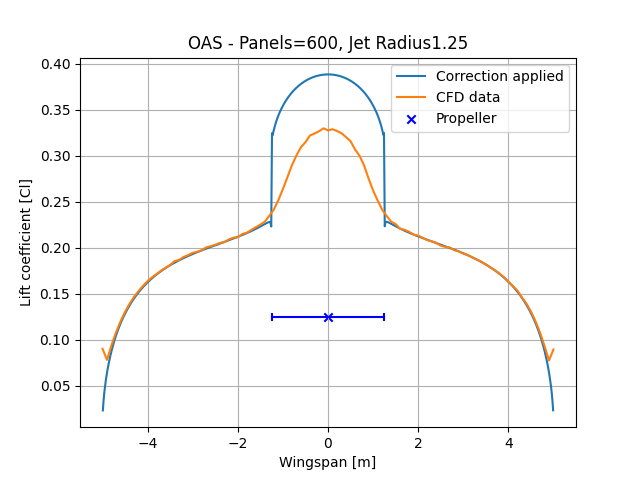 OAS - Panels=600, Jet Radius1.25
Correction applied
CFD data
Propeller
0.40
0.35
0.30
0.25
0.20
0.15
0.10
0.05
Lift coefficient [Cl]
−4
−2
0
2
4
Wingspan [m]